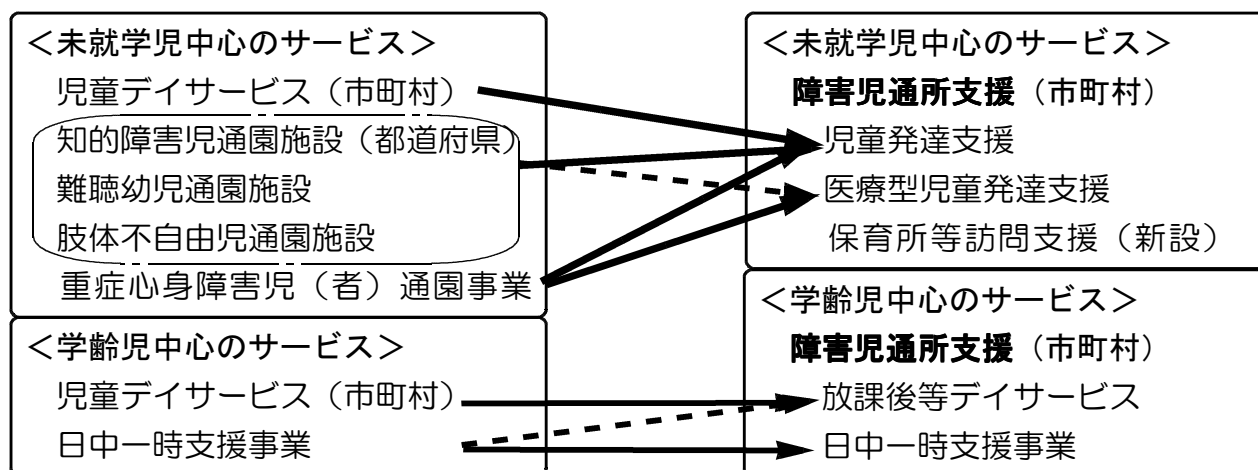 ＜未就学児中心のサービス＞
児童デイサービス（市町村）
知的障害児通園施設（都道府県）
難聴幼児通園施設
肢体不自由児通園施設
重症心身障害児（者）通園事業
＜学齢児中心のサービス＞
児童デイサービス（市町村）
日中一時支援事業
＜未就学児中心のサービス＞
障害児通所支援（市町村）
児童発達支援
医療型児童発達支援
保育所等訪問支援（新設）
＜学齢児中心のサービス＞
障害児通所支援（市町村）
放課後等デイサービス
日中一時支援事業